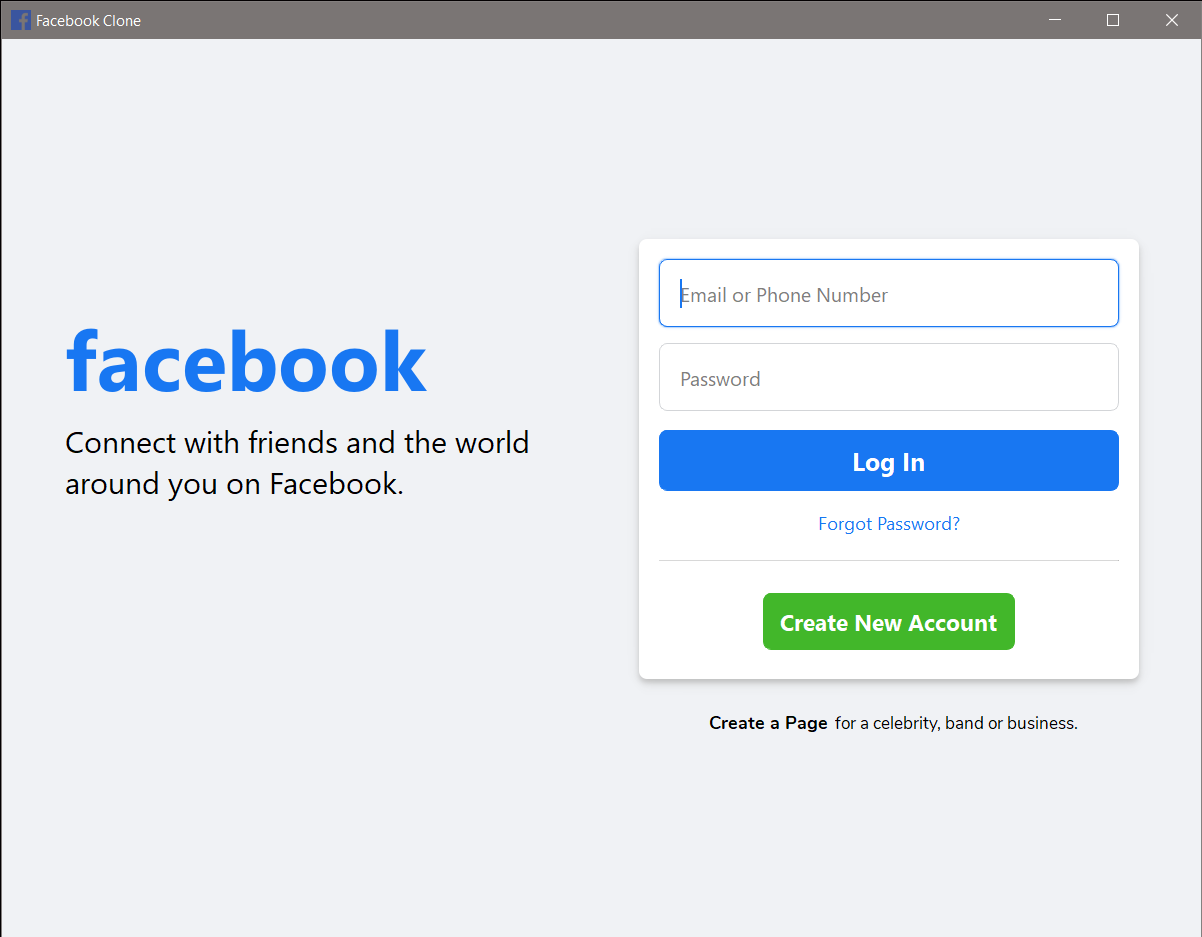 Facebook Clone
facebook
Connect with friends and the world
around you on Facebook.
Email or Phone Number
Password
Log In
Forgot Password?
Create New Account
Create a Page for a celebrity, band or business.